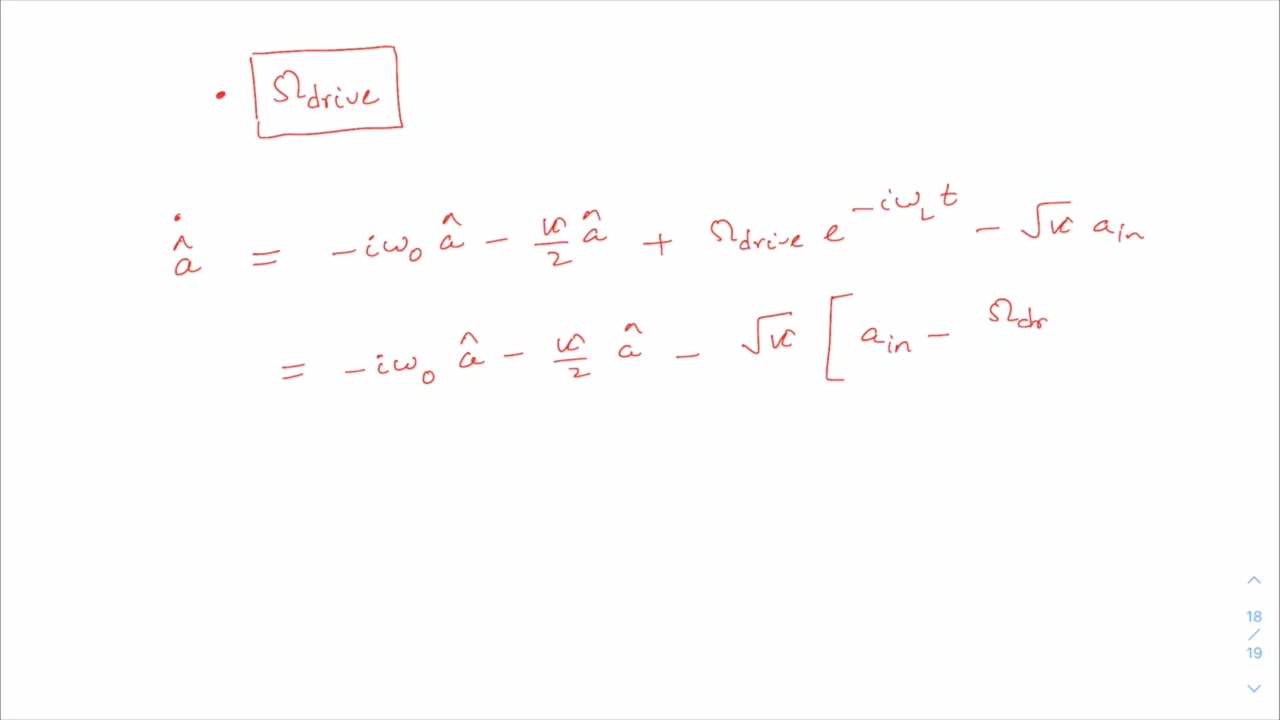 • Ω_drive
â̇ = -iω₀ â - κ/2 â + Ω_drive e^{-iω_L t} - √κ a_in
= -iω₀ â - κ/2 â - √κ [ a_in - Ω_dr
18
/
19